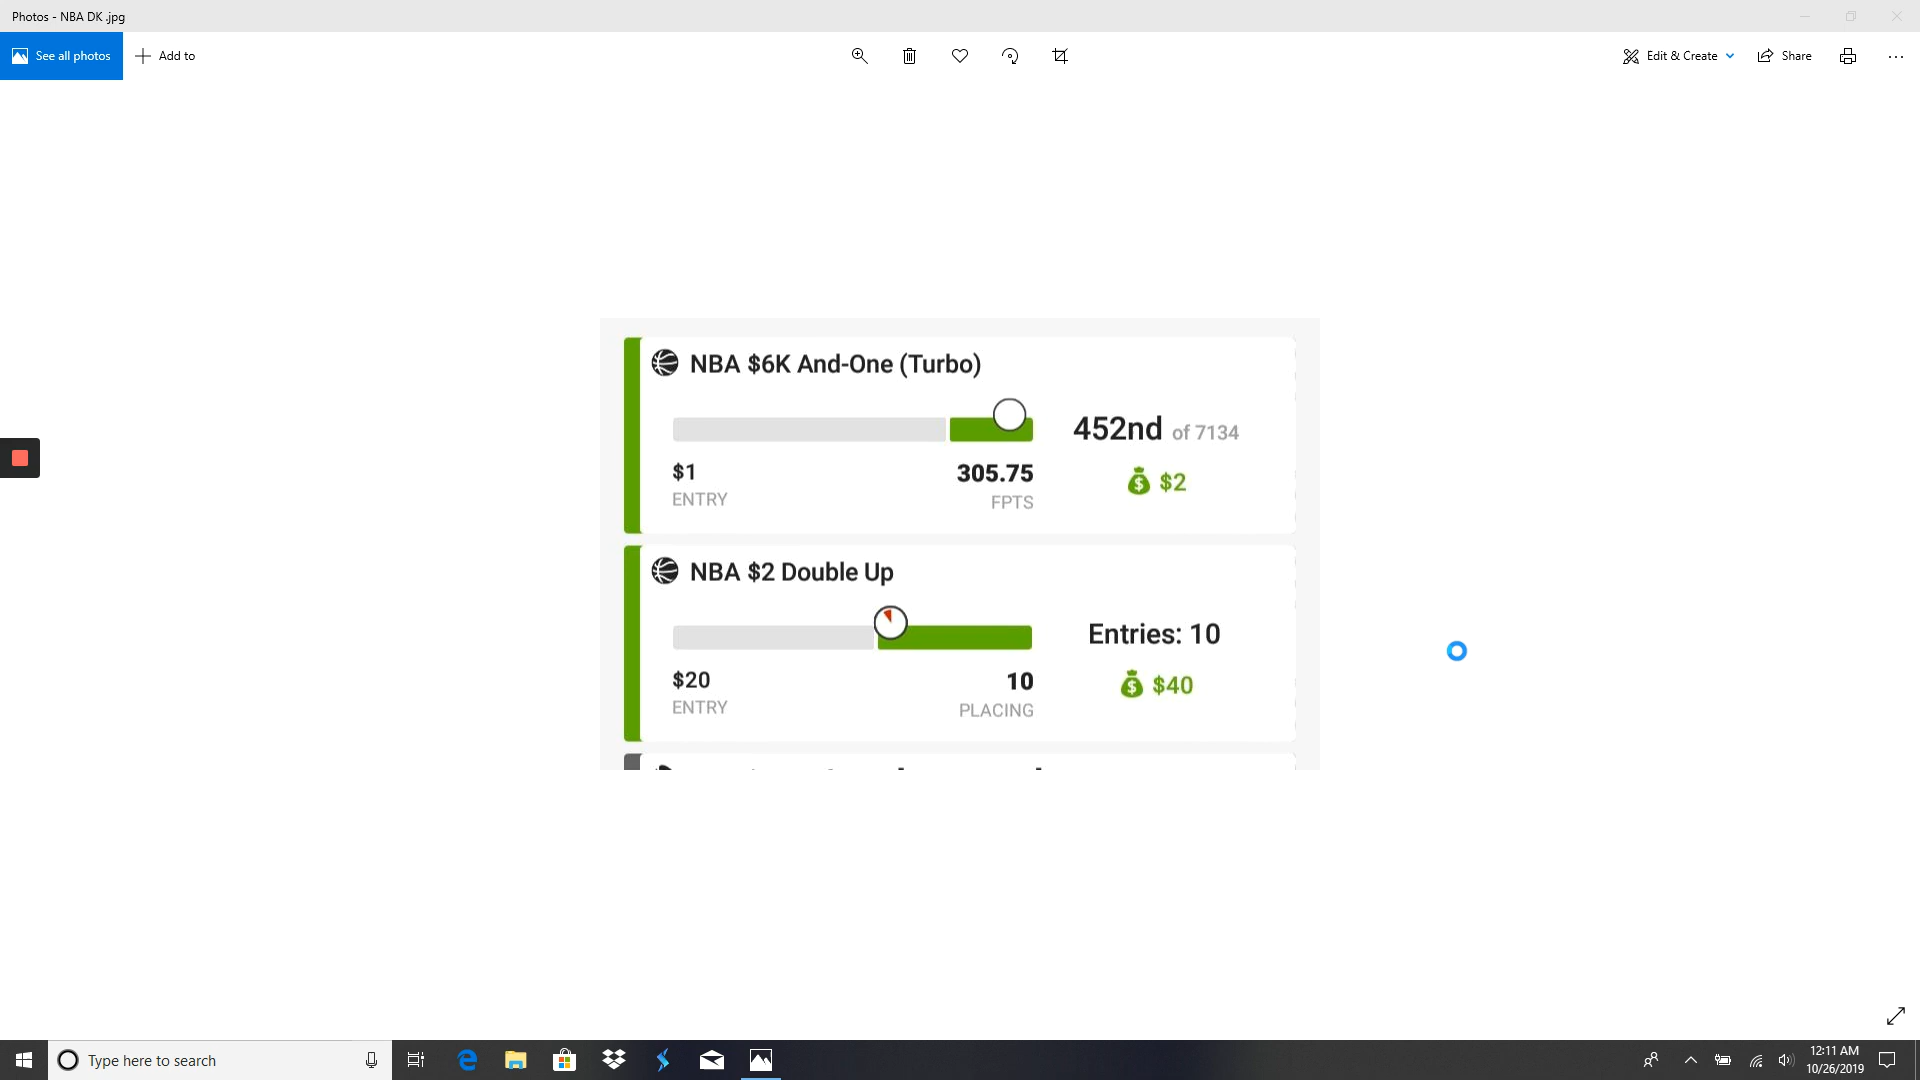 Photos - NBA DK .jpg
See all photos
Add to
Edit & Create
Share
NBA $6K And-One (Turbo)
452nd of 7134
$1
305.75
$2
ENTRY
FPTS
NBA $2 Double Up
Entries: 10
$20
10
$40
ENTRY
PLACING
Type here to search
12:11 AM
10/26/2019